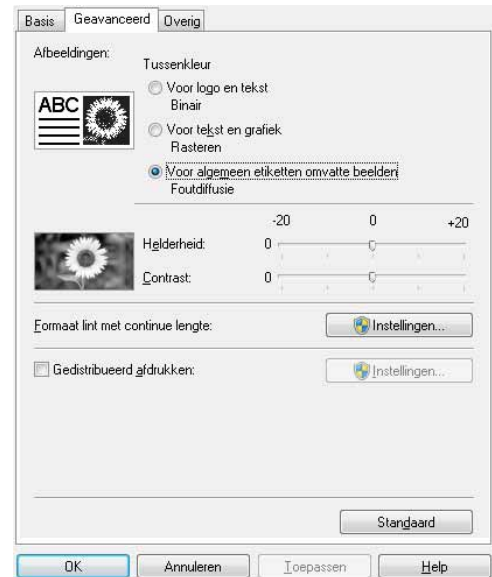 Basis Geavanceerd Overig
Afbeeldingen:
Tussenkleur
ABC
Voor logo en tekst
Binair
Voor tekst en grafiek
Rasteren
Voor algemeen etiketten omvatte beelden
Foutdiffusie
-20 0 +20
Helderheid: 0
Contrast: 0
Formaat lint met continue lengte: Instellingen...
Gedistribueerd afdrukken: Instellingen...
Standaard
OK Annuleren Toepassen Help